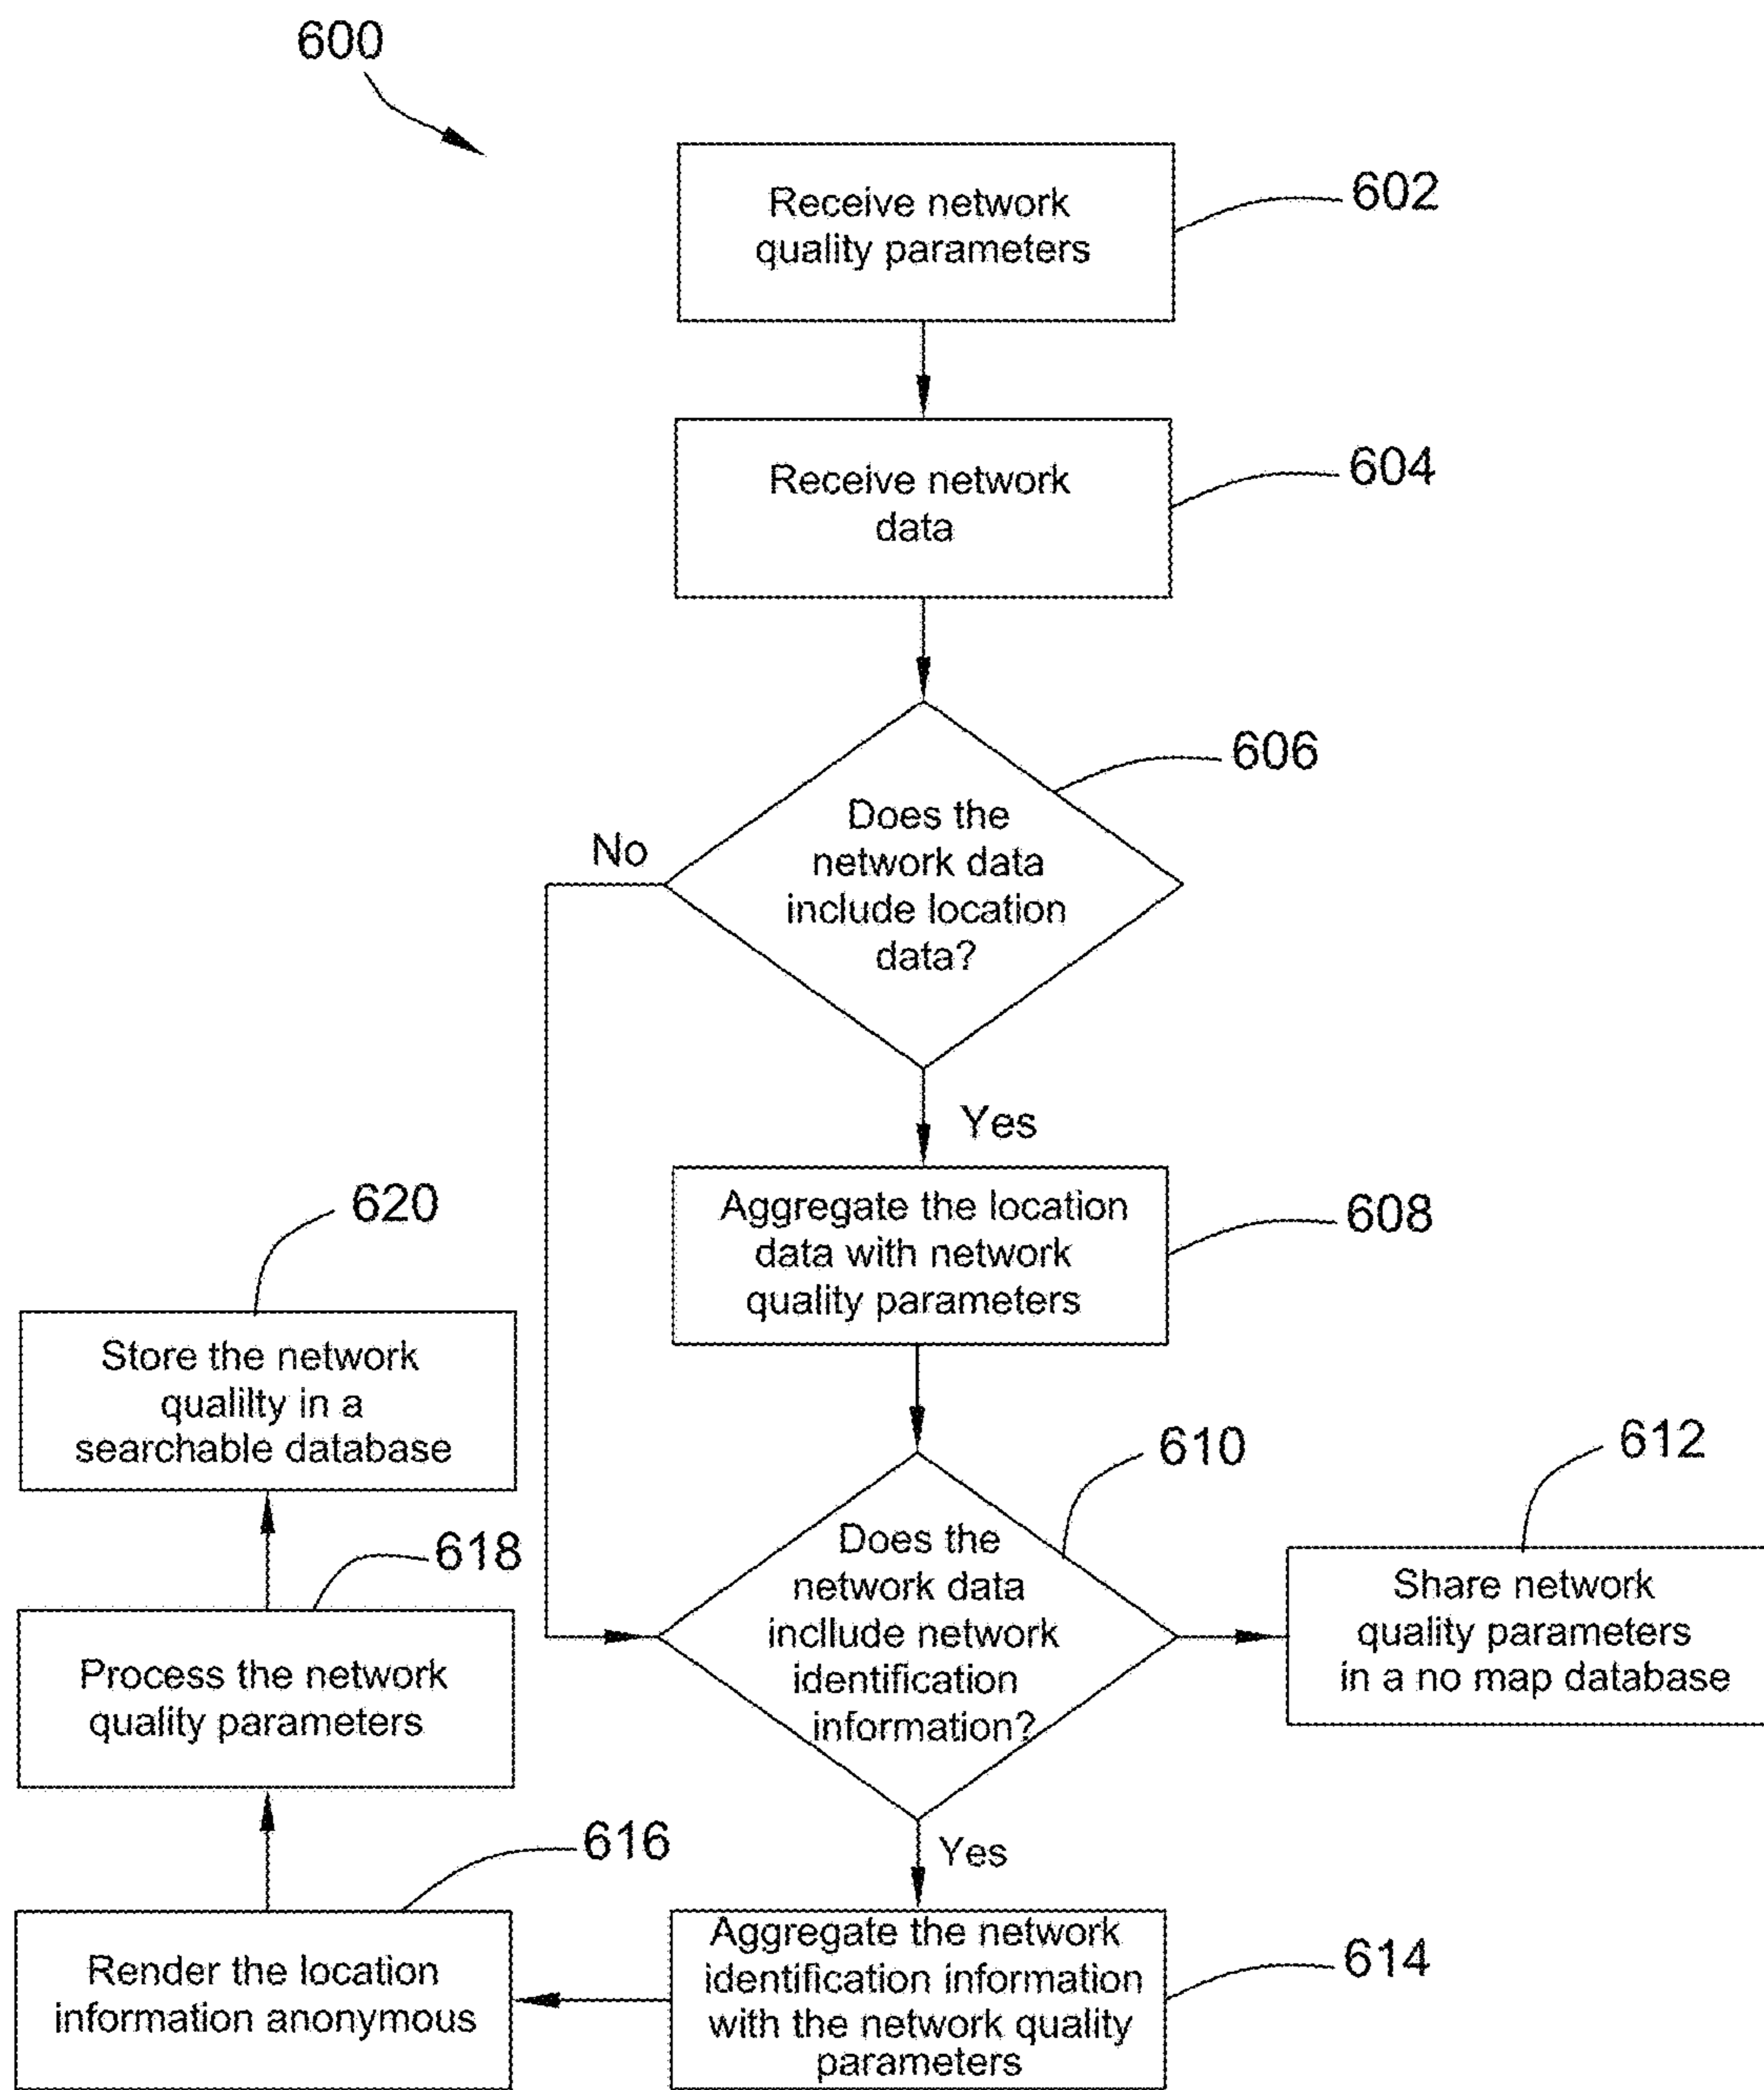 600
Receive network
quality parameters
602
Receive network
data
604
606
Does the
network data
include location
data?
No
Yes
Aggregate the location
data with network
quality parameters
608
620
Store the network
qualilty in a
searchable database
610
612
Does the
network data
incllude network
identification
information?
Share network
quality parameters
in a no map database
618
Process the network
quality parameters
Yes
616
Render the location
information anonymous
Aggregate the network
identification information
with the network quality
parameters
614